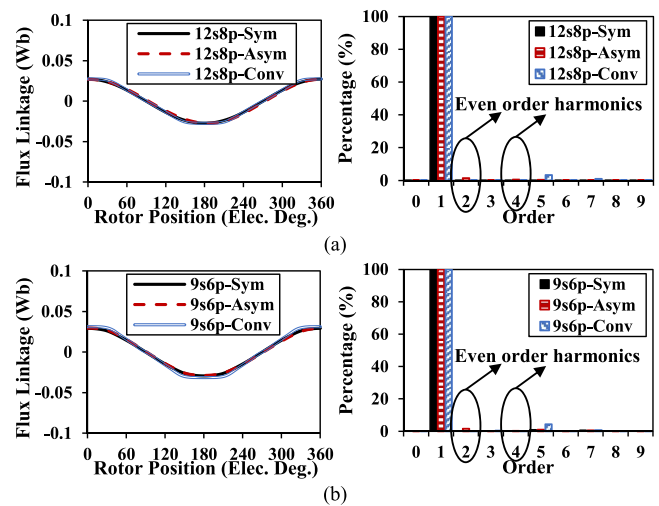 0.1
0.05
0
-0.05
-0.1
Flux Linkage (Wb)
12s8p-Sym
12s8p-Asym
12s8p-Conv
0 60 120 180 240 300 360
Rotor Position (Elec. Deg.)
100
80
60
40
20
0
Percentage (%)
12s8p-Sym
12s8p-Asym
12s8p-Conv
Even order harmonics
0 1 2 3 4 5 6 7 8 9
Order
(a)
0.1
0.05
0
-0.05
-0.1
Flux Linkage (Wb)
9s6p-Sym
9s6p-Asym
9s6p-Conv
0 60 120 180 240 300 360
Rotor Position (Elec. Deg.)
100
80
60
40
20
0
Percentage (%)
9s6p-Sym
9s6p-Asym
9s6p-Conv
Even order harmonics
0 1 2 3 4 5 6 7 8 9
Order
(b)